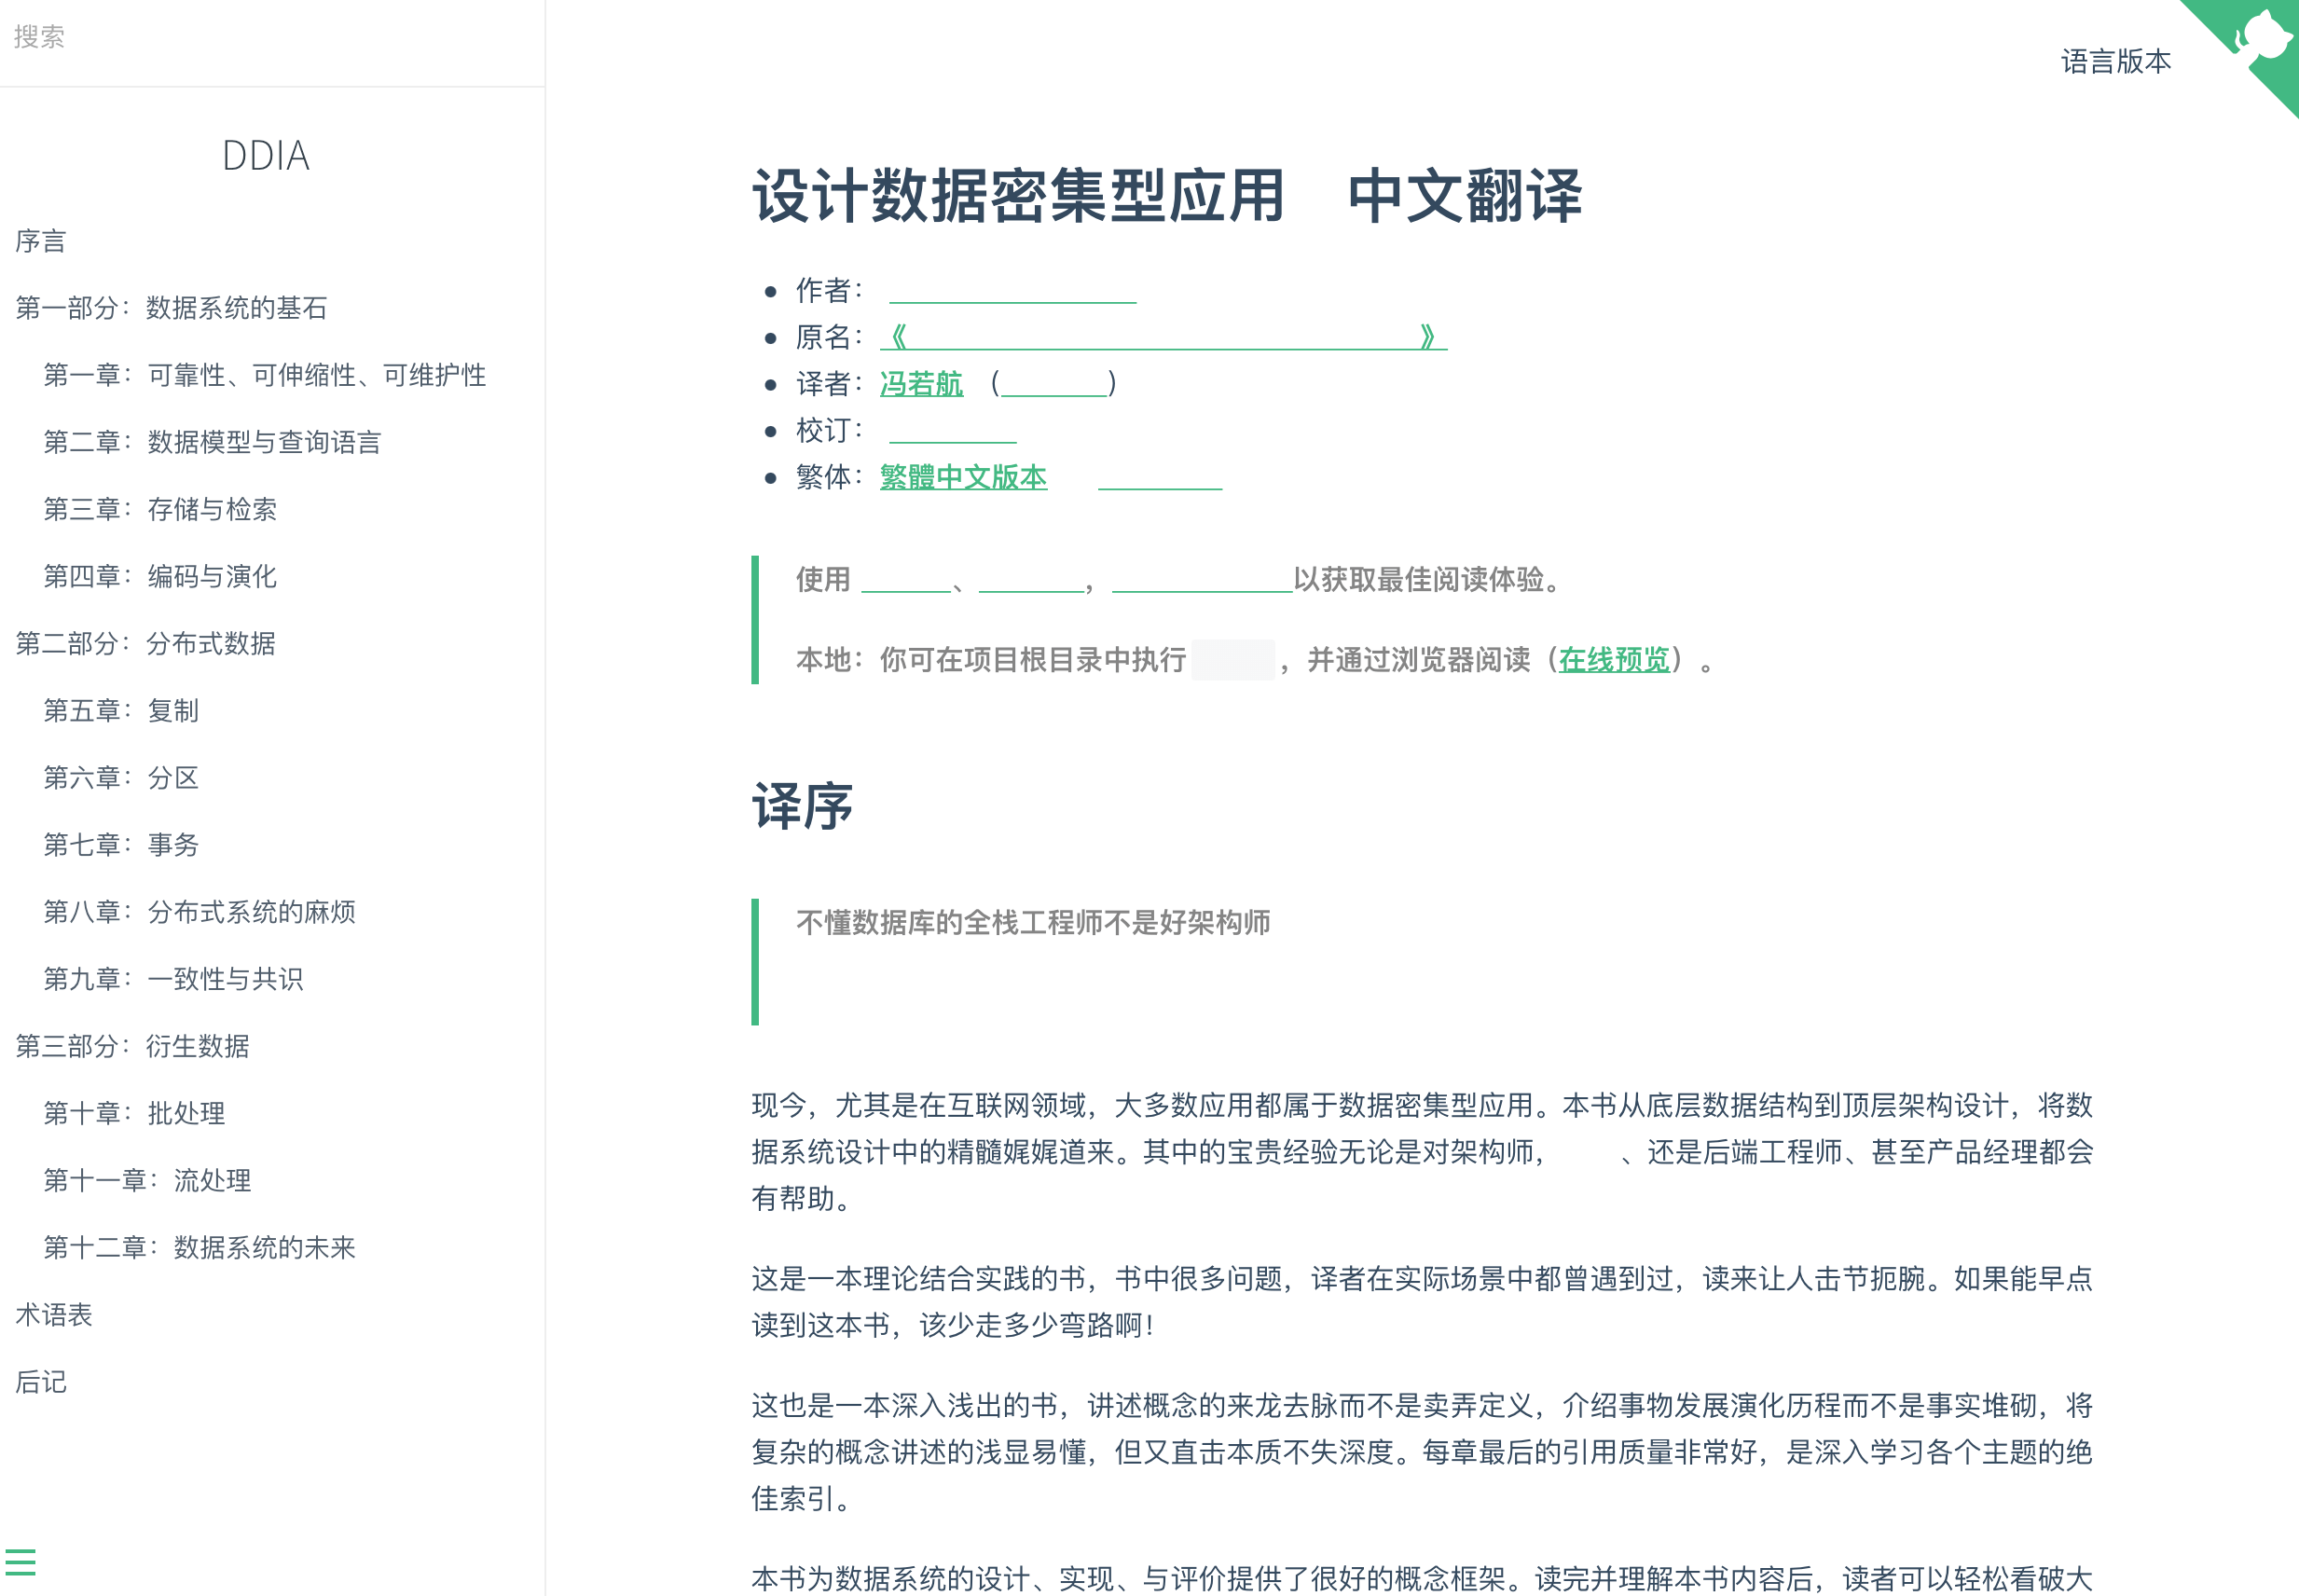 搜索
DDIA
序言
第一部分：数据系统的基石
第一章：可靠性、可伸缩性、可维护性
第二章：数据模型与查询语言
第三章：存储与检索
第四章：编码与演化
第二部分：分布式数据
第五章：复制
第六章：分区
第七章：事务
第八章：分布式系统的麻烦
第九章：一致性与共识
第三部分：衍生数据
第十章：批处理
第十一章：流处理
第十二章：数据系统的未来
术语表
后记
语言版本
设计数据密集型应用 中文翻译
作者：
原名：《 》
译者：冯若航 （ ）
校订：
繁体：繁體中文版本
使用 、 ， 以获取最佳阅读体验。
本地：你可在项目根目录中执行 ，并通过浏览器阅读（在线预览）。
译序
不懂数据库的全栈工程师不是好架构师
现今，尤其是在互联网领域，大多数应用都属于数据密集型应用。本书从底层数据结构到顶层架构设计，将数
据系统设计中的精髓娓娓道来。其中的宝贵经验无论是对架构师， 、还是后端工程师、甚至产品经理都会
有帮助。
这是一本理论结合实践的书，书中很多问题，译者在实际场景中都曾遇到过，读来让人击节扼腕。如果能早点
读到这本书，该少走多少弯路啊！
这也是一本深入浅出的书，讲述概念的来龙去脉而不是卖弄定义，介绍事物发展演化历程而不是事实堆砌，将
复杂的概念讲述的浅显易懂，但又直击本质不失深度。每章最后的引用质量非常好，是深入学习各个主题的绝
佳索引。
本书为数据系统的设计、实现、与评价提供了很好的概念框架。读完并理解本书内容后，读者可以轻松看破大